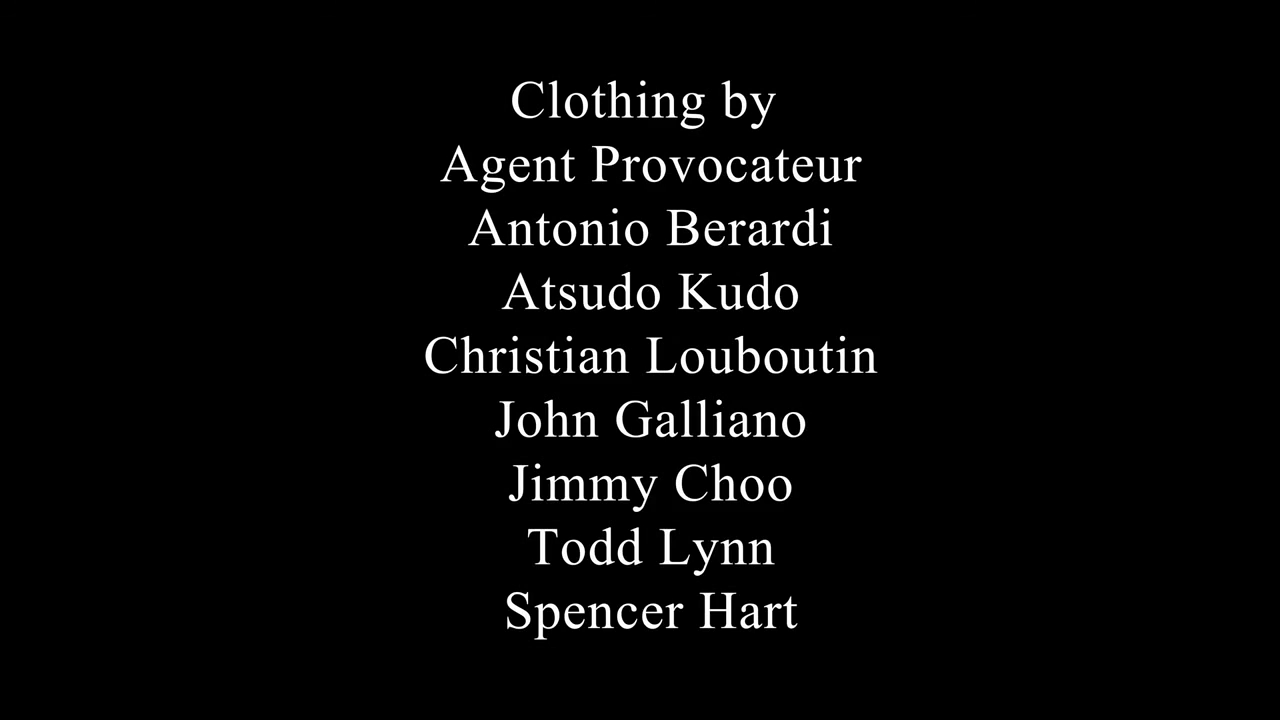 Clothing by
Agent Provocateur
Antonio Berardi
Atsudo Kudo
Christian Louboutin
John Galliano
Jimmy Choo
Todd Lynn
Spencer Hart